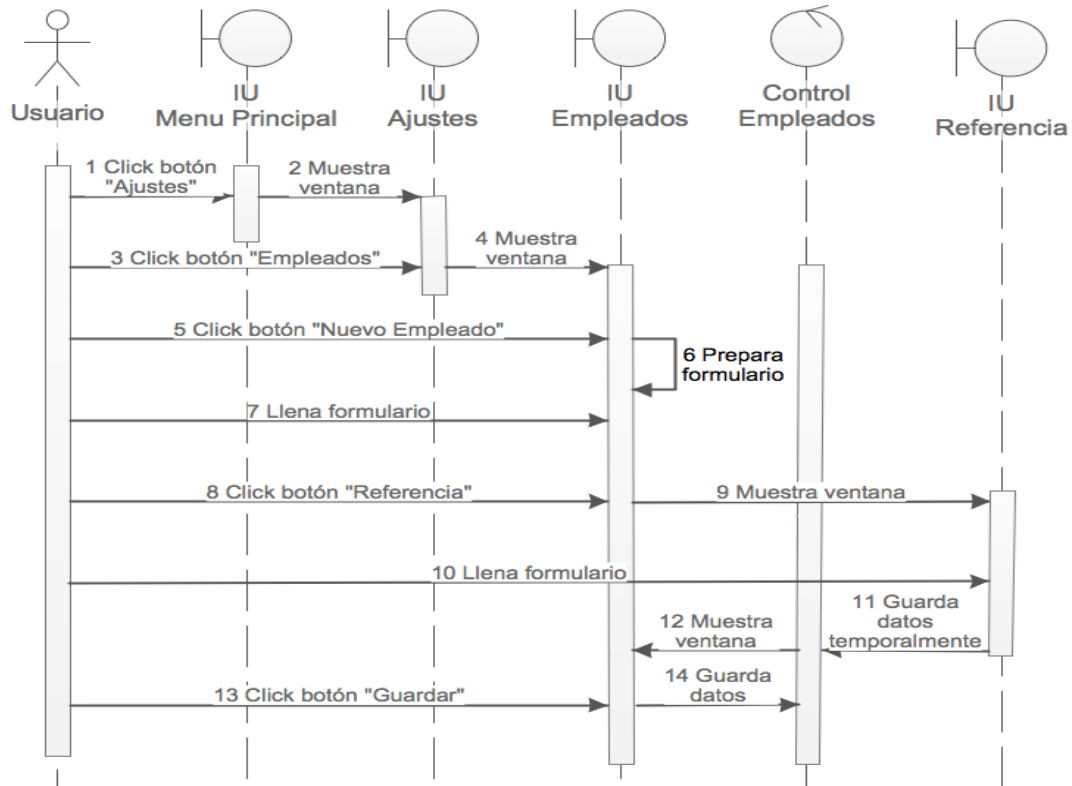 Usuario
IU
Menu Principal
IU
Ajustes
IU
Empleados
Control
Empleados
IU
Referencia
1 Click botón
"Ajustes"
2 Muestra
ventana
3 Click botón "Empleados"
4 Muestra
ventana
5 Click botón "Nuevo Empleado"
6 Prepara
formulario
7 Llena formulario
8 Click botón "Referencia"
9 Muestra ventana
10 Llena formulario
11 Guarda
datos
temporalmente
12 Muestra
ventana
13 Click botón "Guardar"
14 Guarda
datos